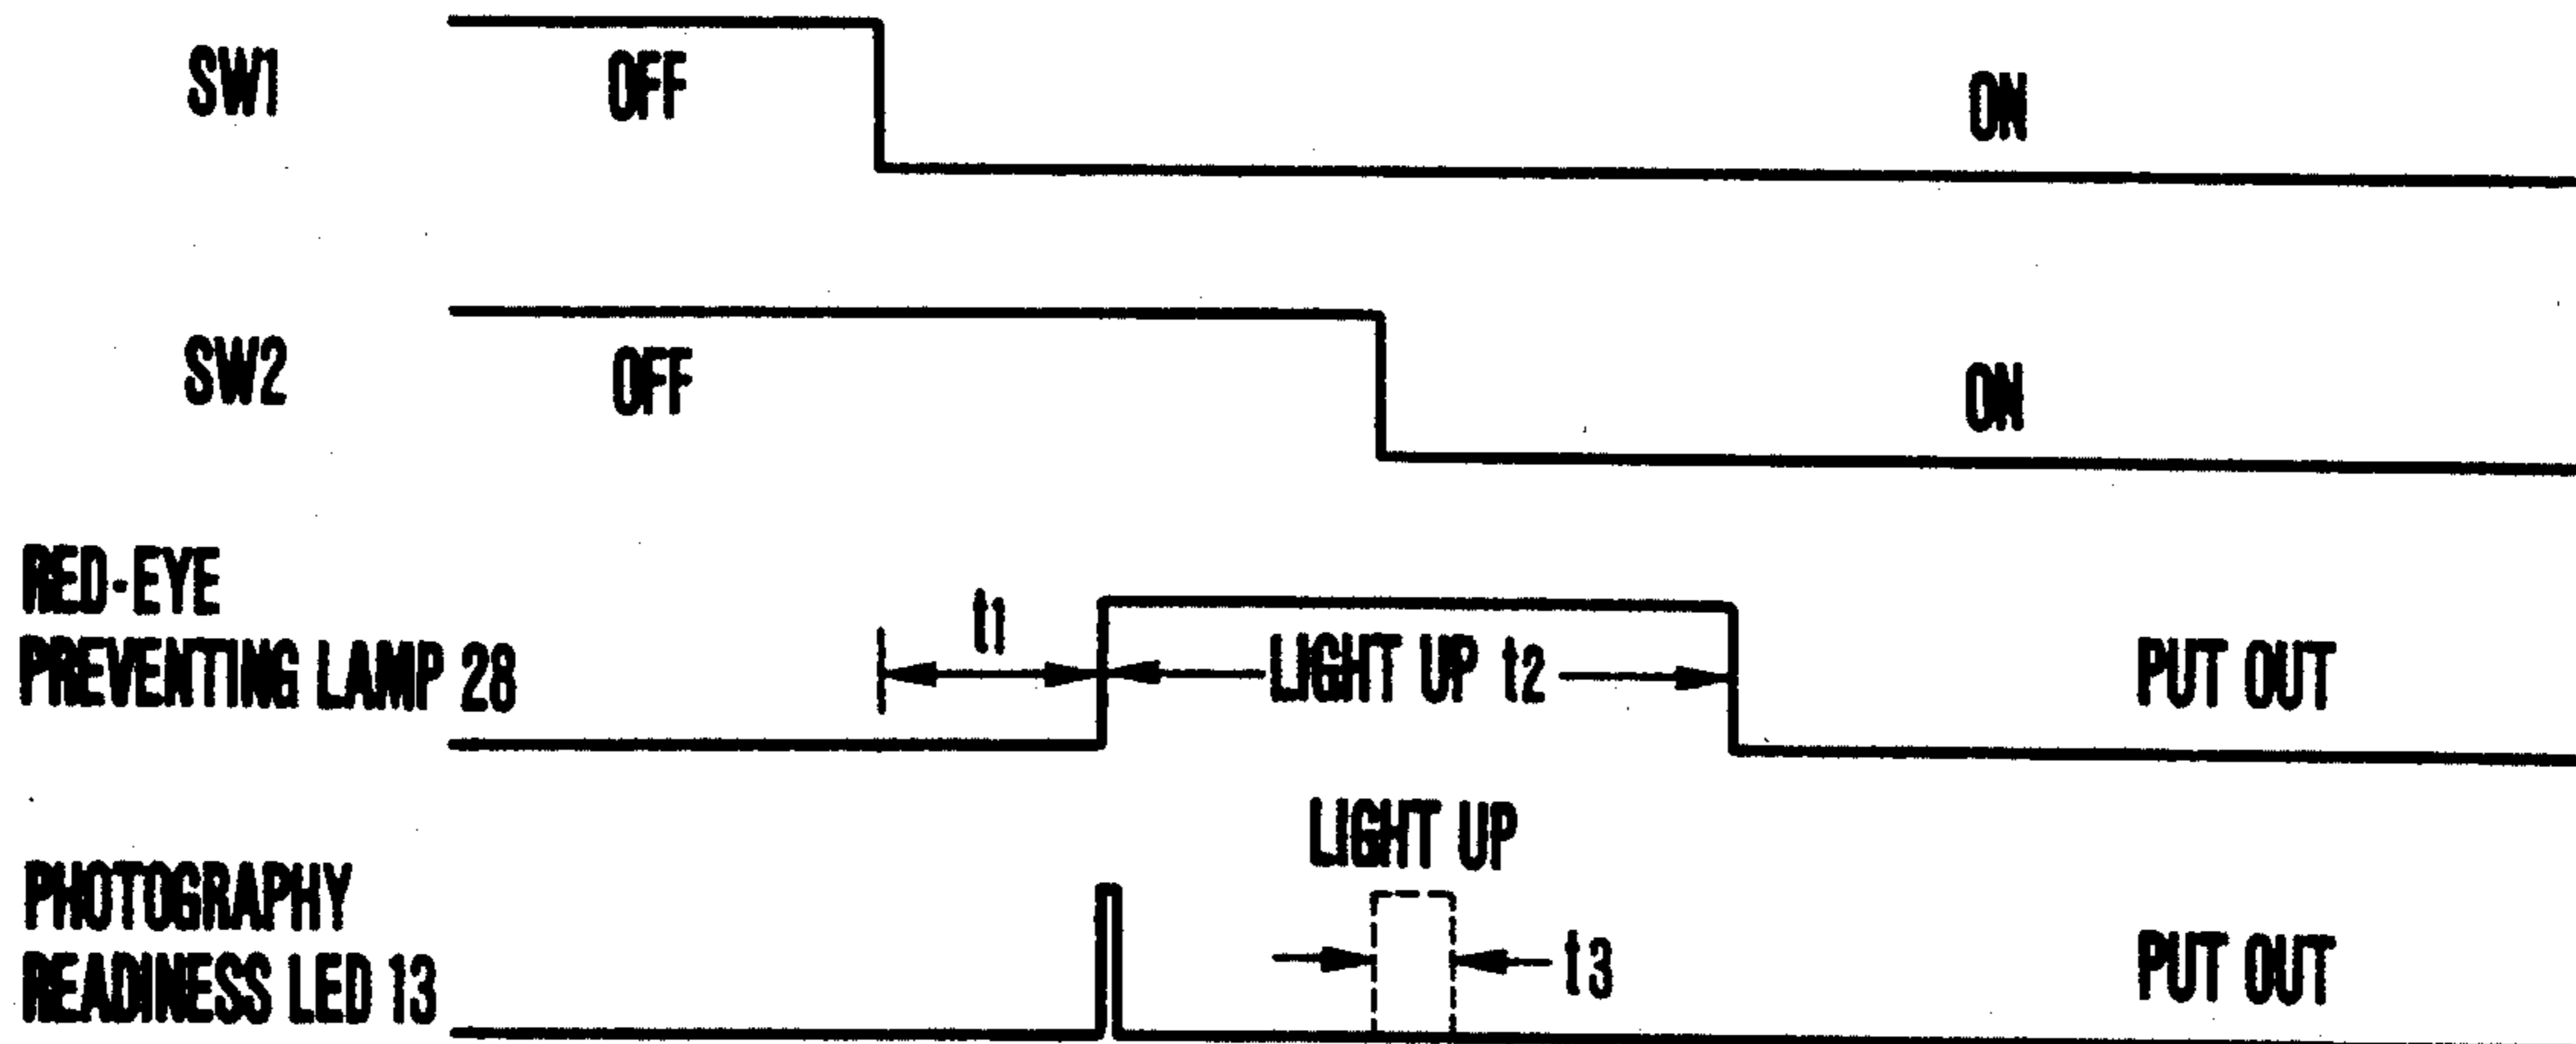 SW1
OFF
ON
SW2
OFF
ON
RED-EYE
PREVENTING LAMP 28
t1
LIGHT UP t2
PUT OUT
LIGHT UP
PHOTOGRAPHY
READINESS LED 13
t3
PUT OUT